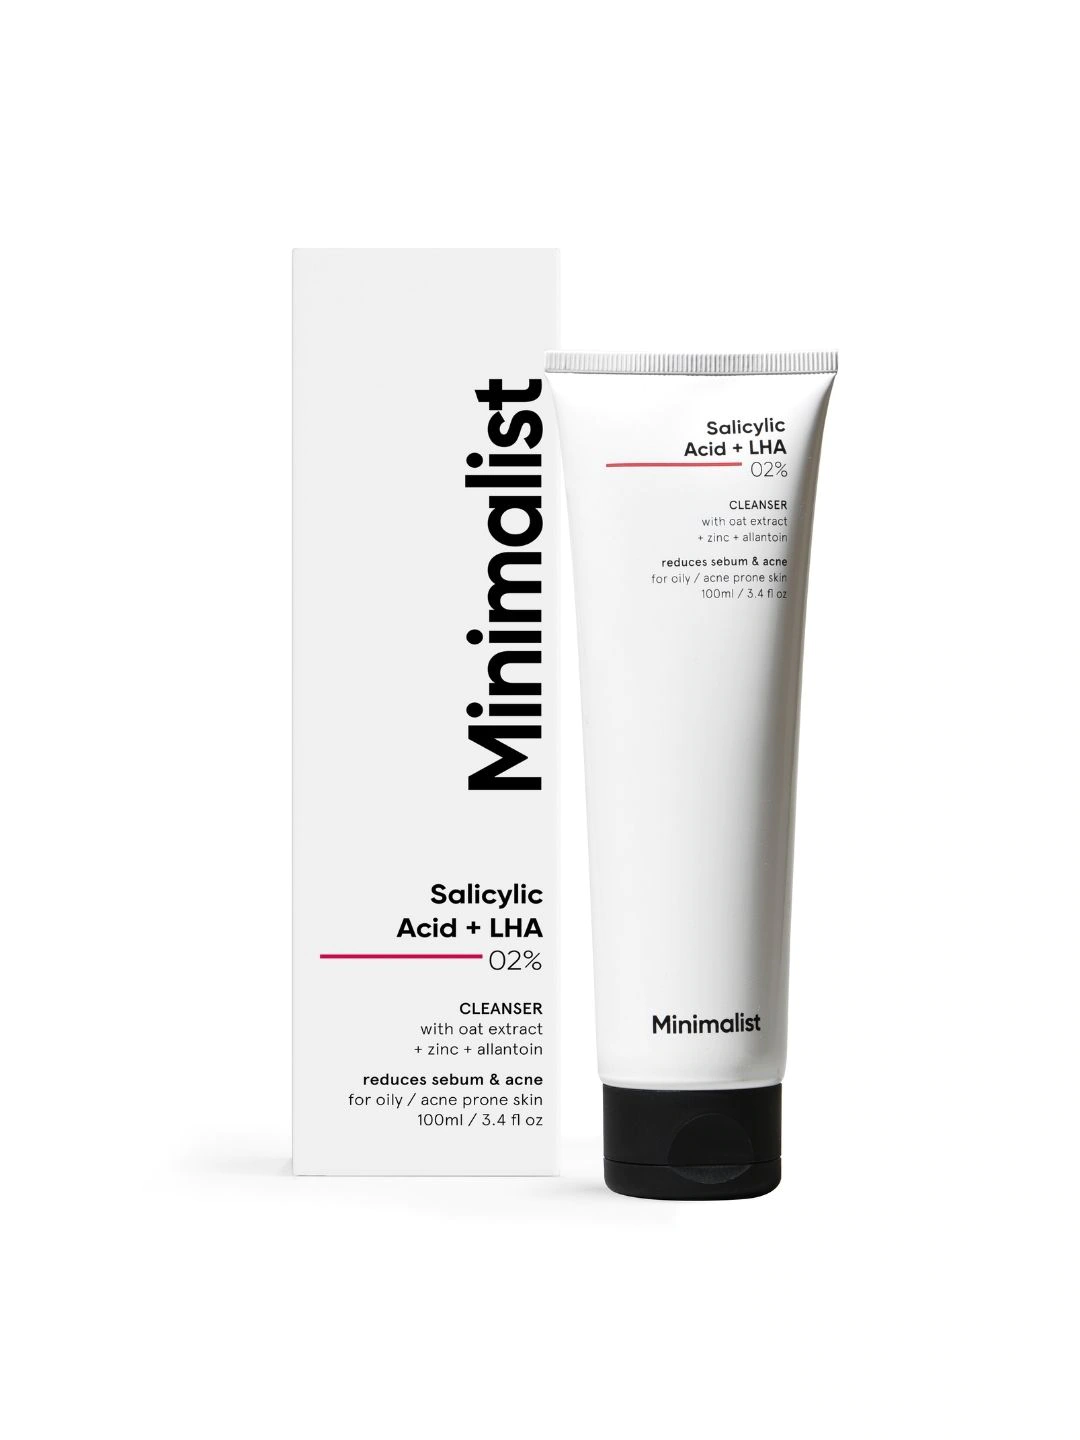 Minimalist
Salicylic
Acid + LHA
02%
CLEANSER
with oat extract
+ zinc + allantoin
reduces sebum & acne
for oily / acne prone skin
100ml / 3.4 fl oz
Salicylic
Acid + LHA
02%
CLEANSER
with oat extract
+ zinc + allantoin
reduces sebum & acne
for oily / acne prone skin
100ml / 3.4 fl oz
Minimalist